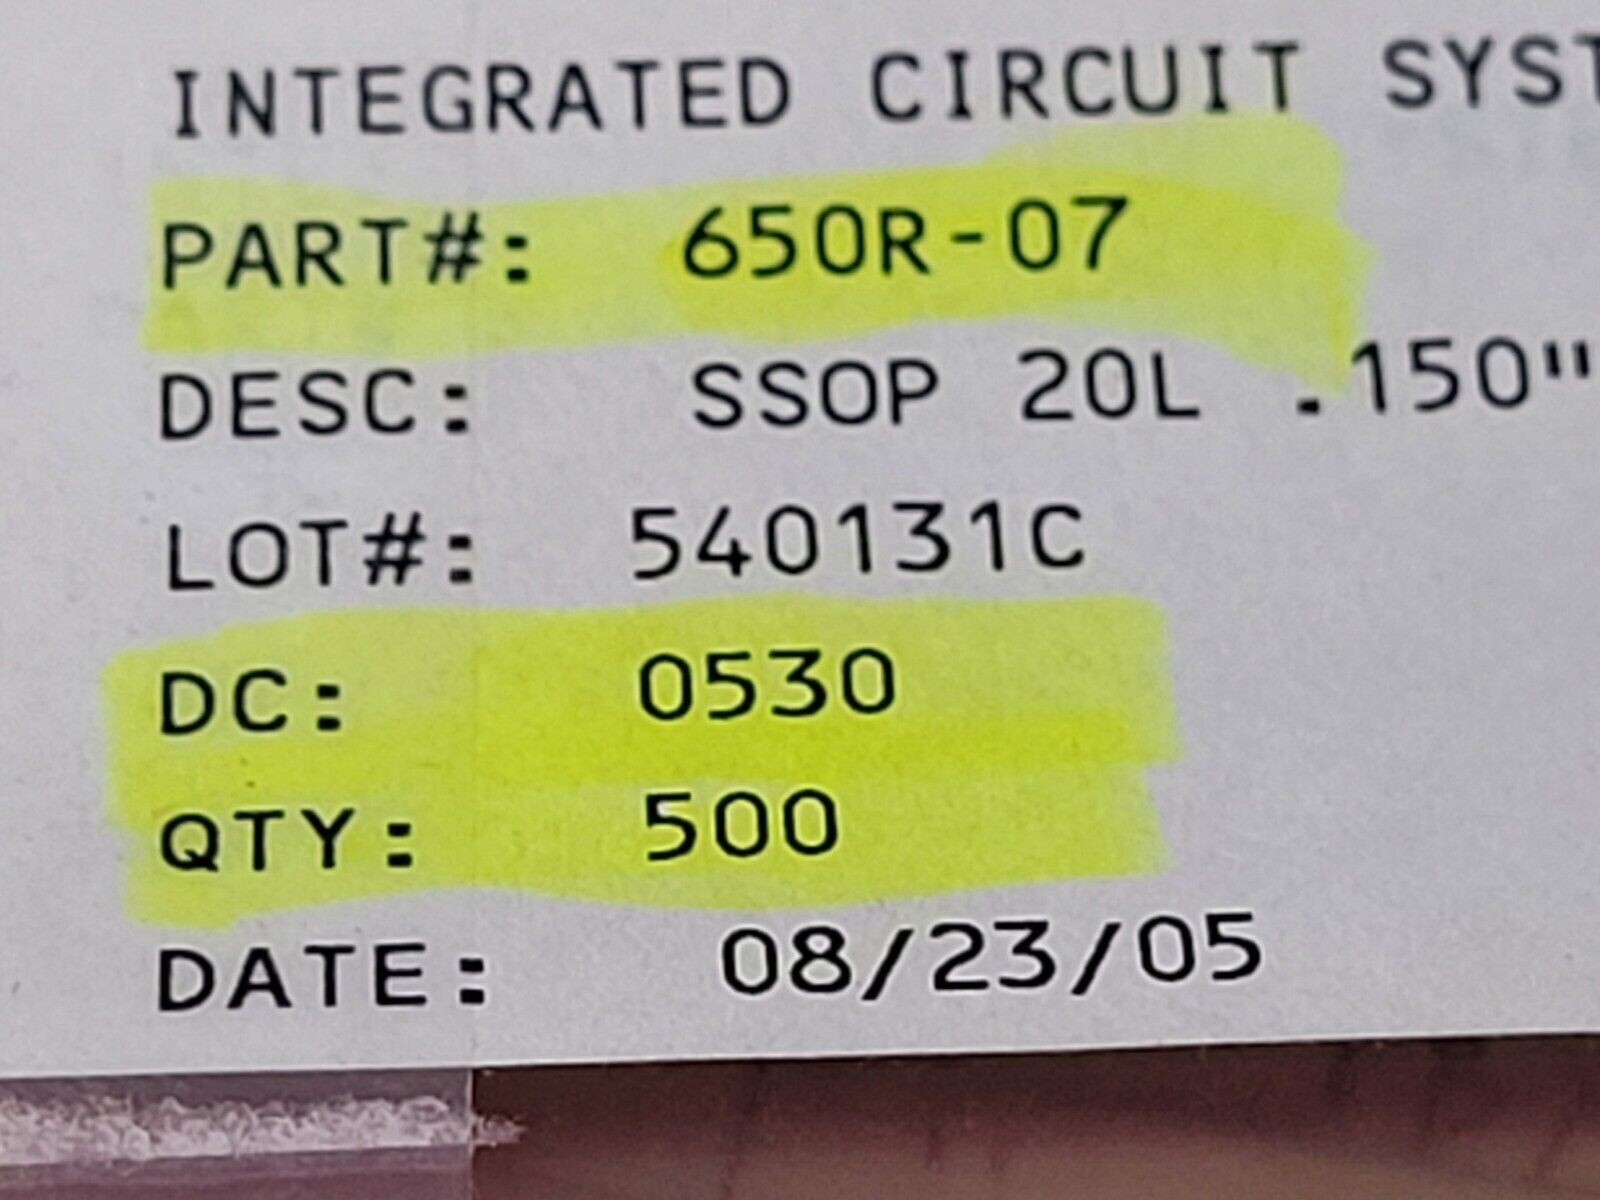 INTEGRATED CIRCUIT SYST
PART#: 650R-07
DESC: SSOP 20L .150"
LOT#: 540131C
DC: 0530
QTY: 500
DATE: 08/23/05